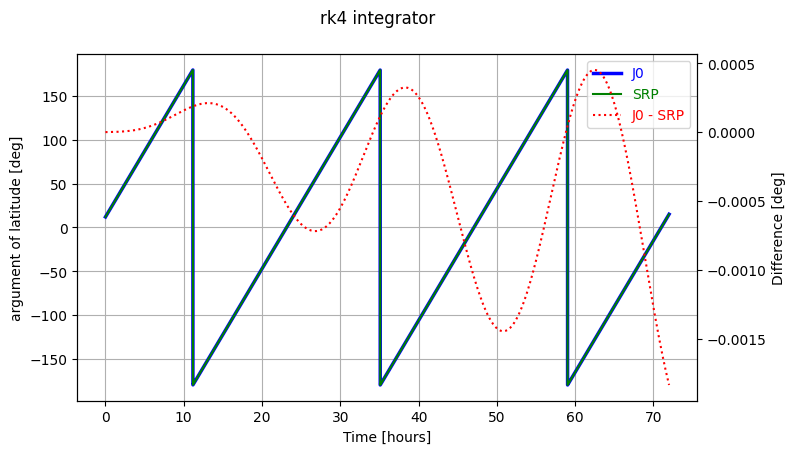 rk4 integrator
argument of latitude [deg]
150
100
50
0
−50
−100
−150
0 10 20 30 40 50 60 70
Time [hours]
0.0005
0.0000
−0.0005
−0.0010
−0.0015
Difference [deg]
J0
SRP
J0 - SRP